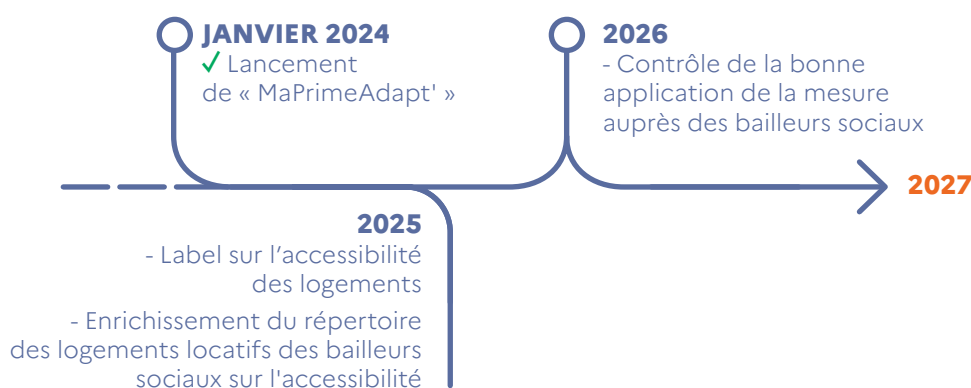 JANVIER 2024
✓ Lancement
de « MaPrimeAdapt' »
2025
- Label sur l’accessibilité
des logements
- Enrichissement du répertoire
des logements locatifs des bailleurs
sociaux sur l'accessibilité
2026
- Contrôle de la bonne
application de la mesure
auprès des bailleurs sociaux
2027